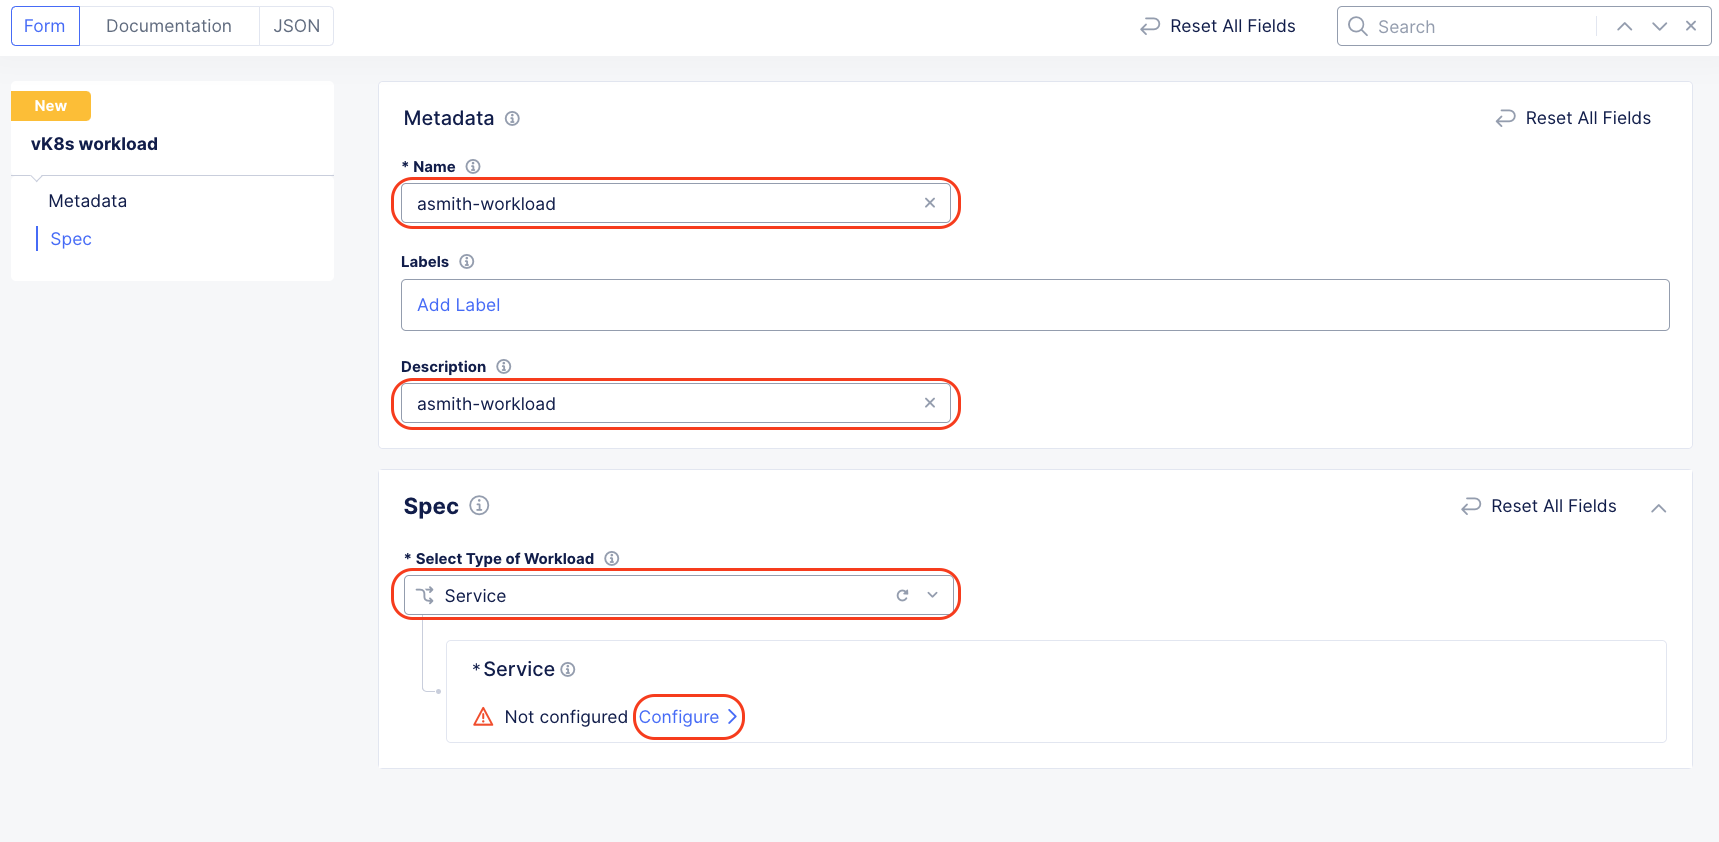 Form Documentation JSON Reset All Fields Search
New
vK8s workload
Metadata
Spec
Metadata Reset All Fields
* Name
asmith-workload
Labels
Add Label
Description
asmith-workload
Spec Reset All Fields
* Select Type of Workload
Service
* Service
Not configured Configure